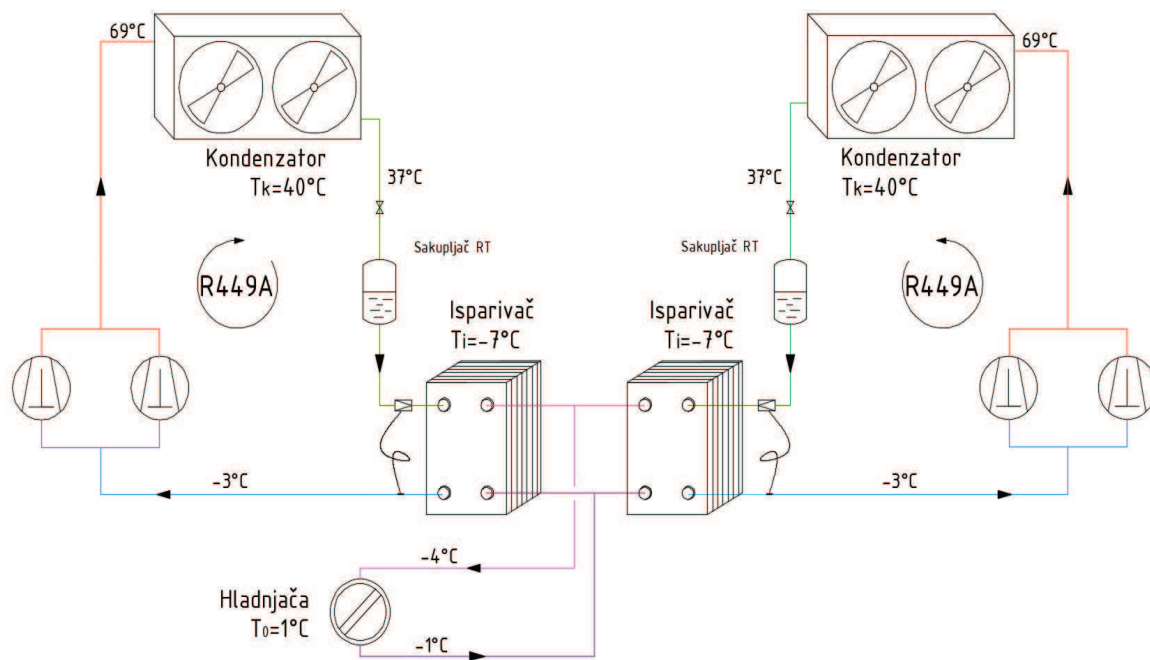 69°C
69°C
Kondenzator
Tk=40°C
Kondenzator
Tk=40°C
37°C
37°C
Sakupljač RT
Sakupljač RT
R449A
R449A
Isparivač
Ti=-7°C
Isparivač
Ti=-7°C
-3°C
-3°C
-4°C
Hladnjača
T₀=1°C
-1°C